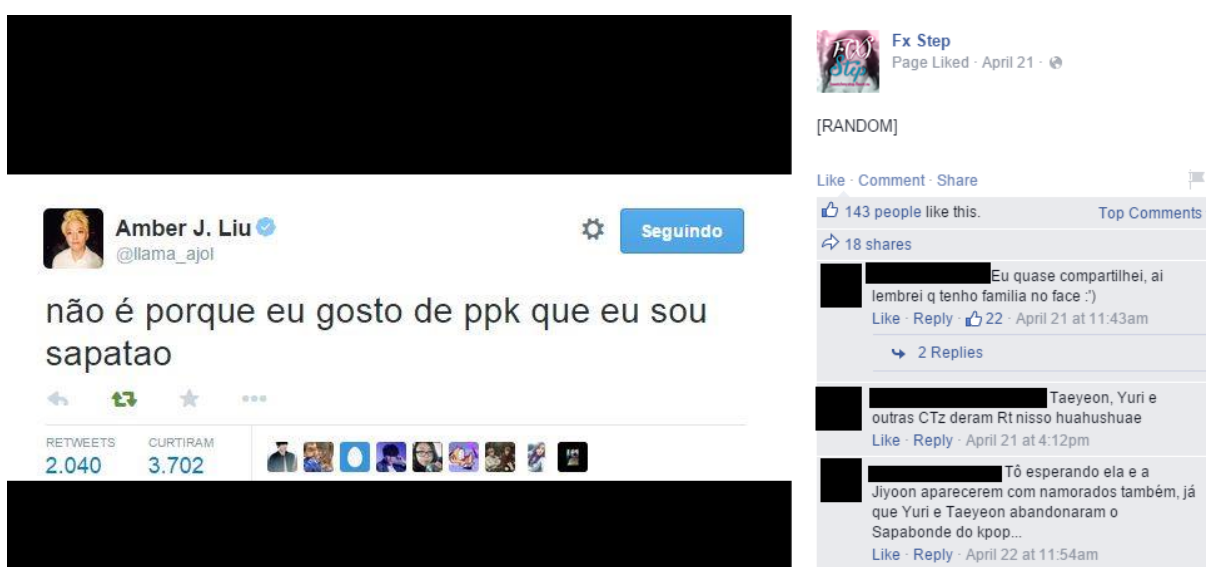 Amber J. Liu
@llama_ajol
Seguindo
não é porque eu gosto de ppk que eu sou
sapatao
RETWEETS CURTIRAM
2.040 3.702
F(X)
Step
Fx Step
Page Liked · April 21 ·
[RANDOM]
Like · Comment · Share
143 people like this. Top Comments
18 shares
Eu quase compartilhei, ai
lembrei q tenho familia no face :')
Like · Reply · 22 · April 21 at 11:43am
2 Replies
Taeyeon, Yuri e
outras CTz deram Rt nisso huahushuae
Like · Reply · April 21 at 4:12pm
Tô esperando ela e a
Jiyoon aparecerem com namorados também, já
que Yuri e Taeyeon abandonaram o
Sapabonde do kpop...
Like · Reply · April 22 at 11:54am